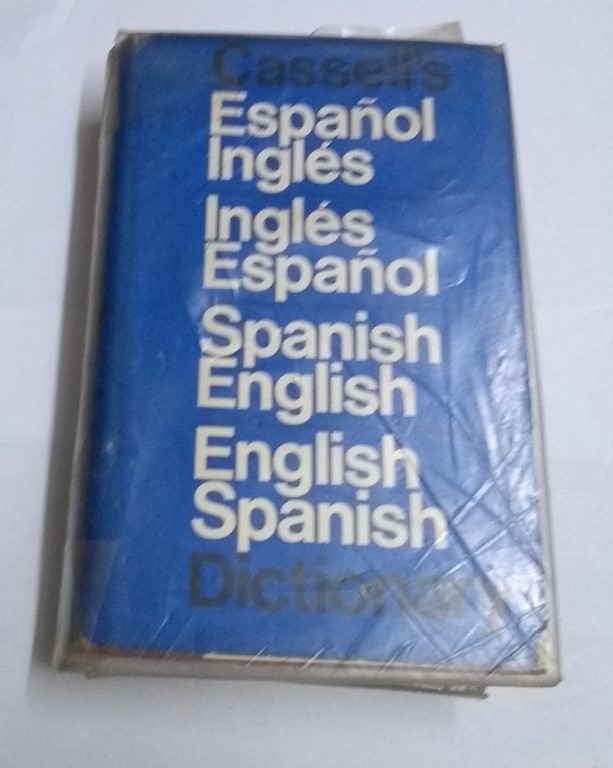 Cassell's
Español
Inglés
Inglés
Español
Spanish
English
English
Spanish
Dictionary